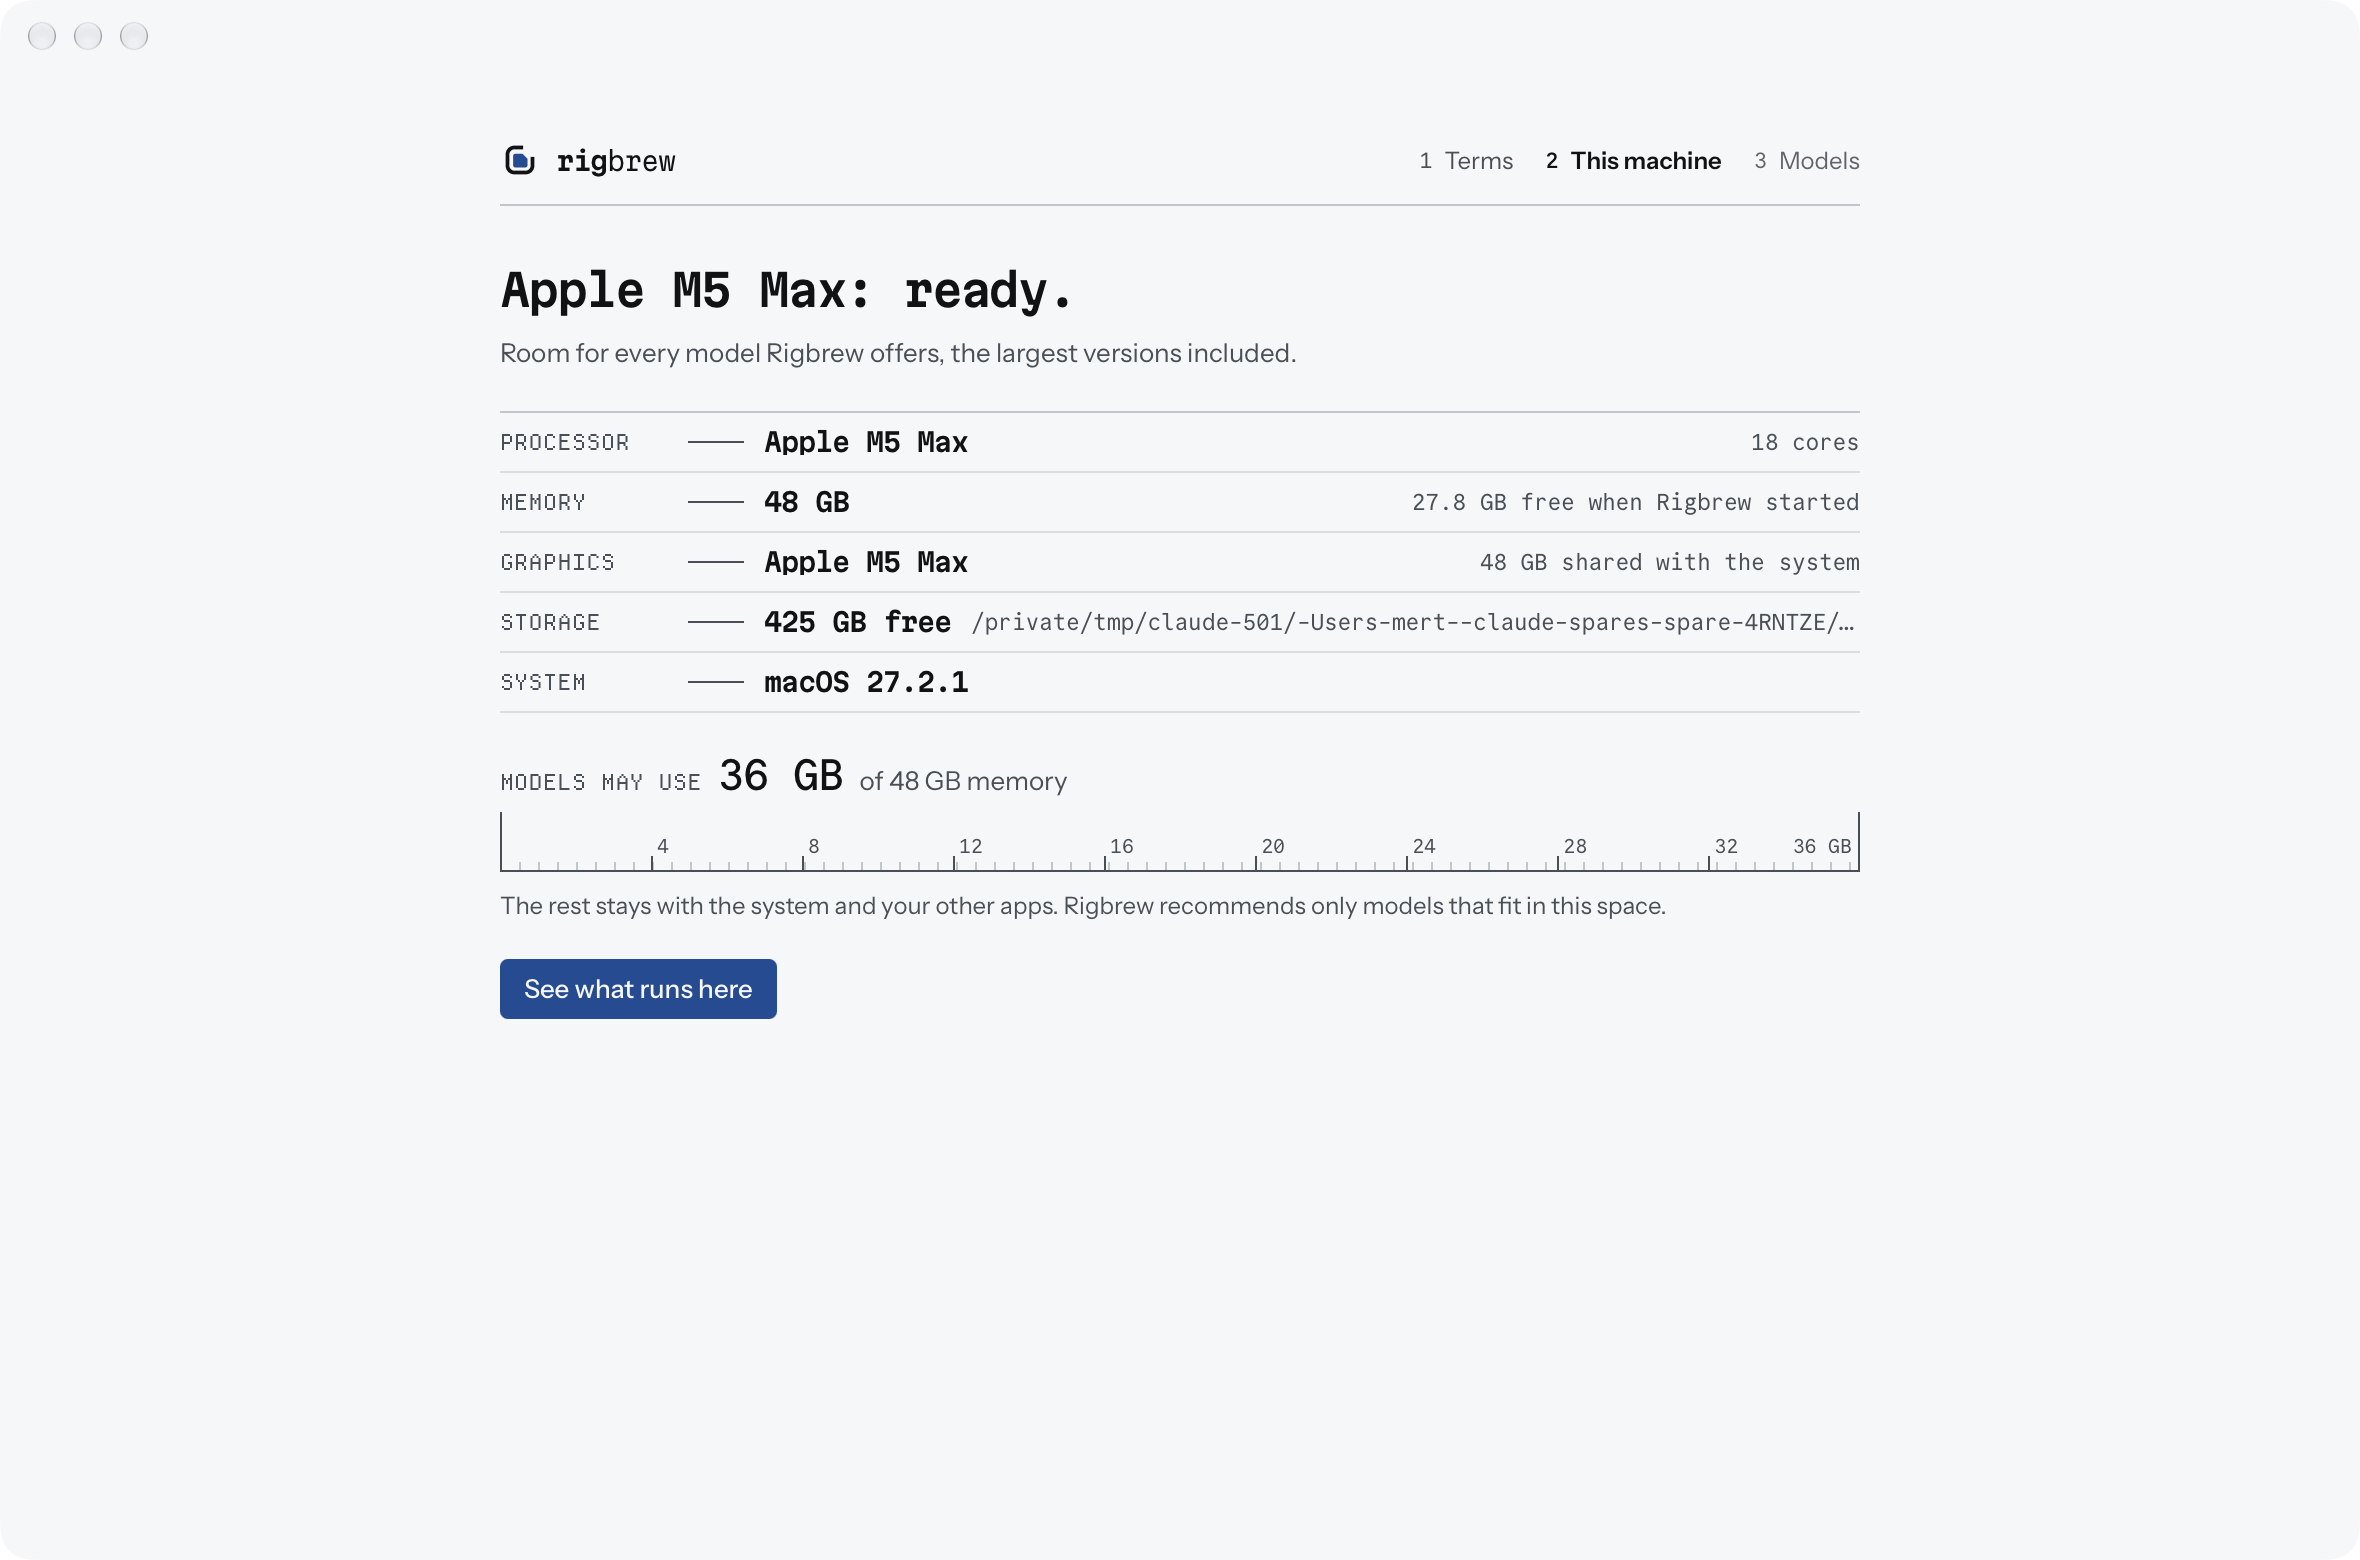 rigbrew
1 Terms 2 This machine 3 Models
Apple M5 Max: ready.
Room for every model Rigbrew offers, the largest versions included.
PROCESSOR Apple M5 Max 18 cores
MEMORY 48 GB 27.8 GB free when Rigbrew started
GRAPHICS Apple M5 Max 48 GB shared with the system
STORAGE 425 GB free /private/tmp/claude-501/-Users-mert--claude-spares-spare-4RNTZE/…
SYSTEM macOS 27.2.1
MODELS MAY USE 36 GB of 48 GB memory
4 8 12 16 20 24 28 32 36 GB
The rest stays with the system and your other apps. Rigbrew recommends only models that fit in this space.
See what runs here